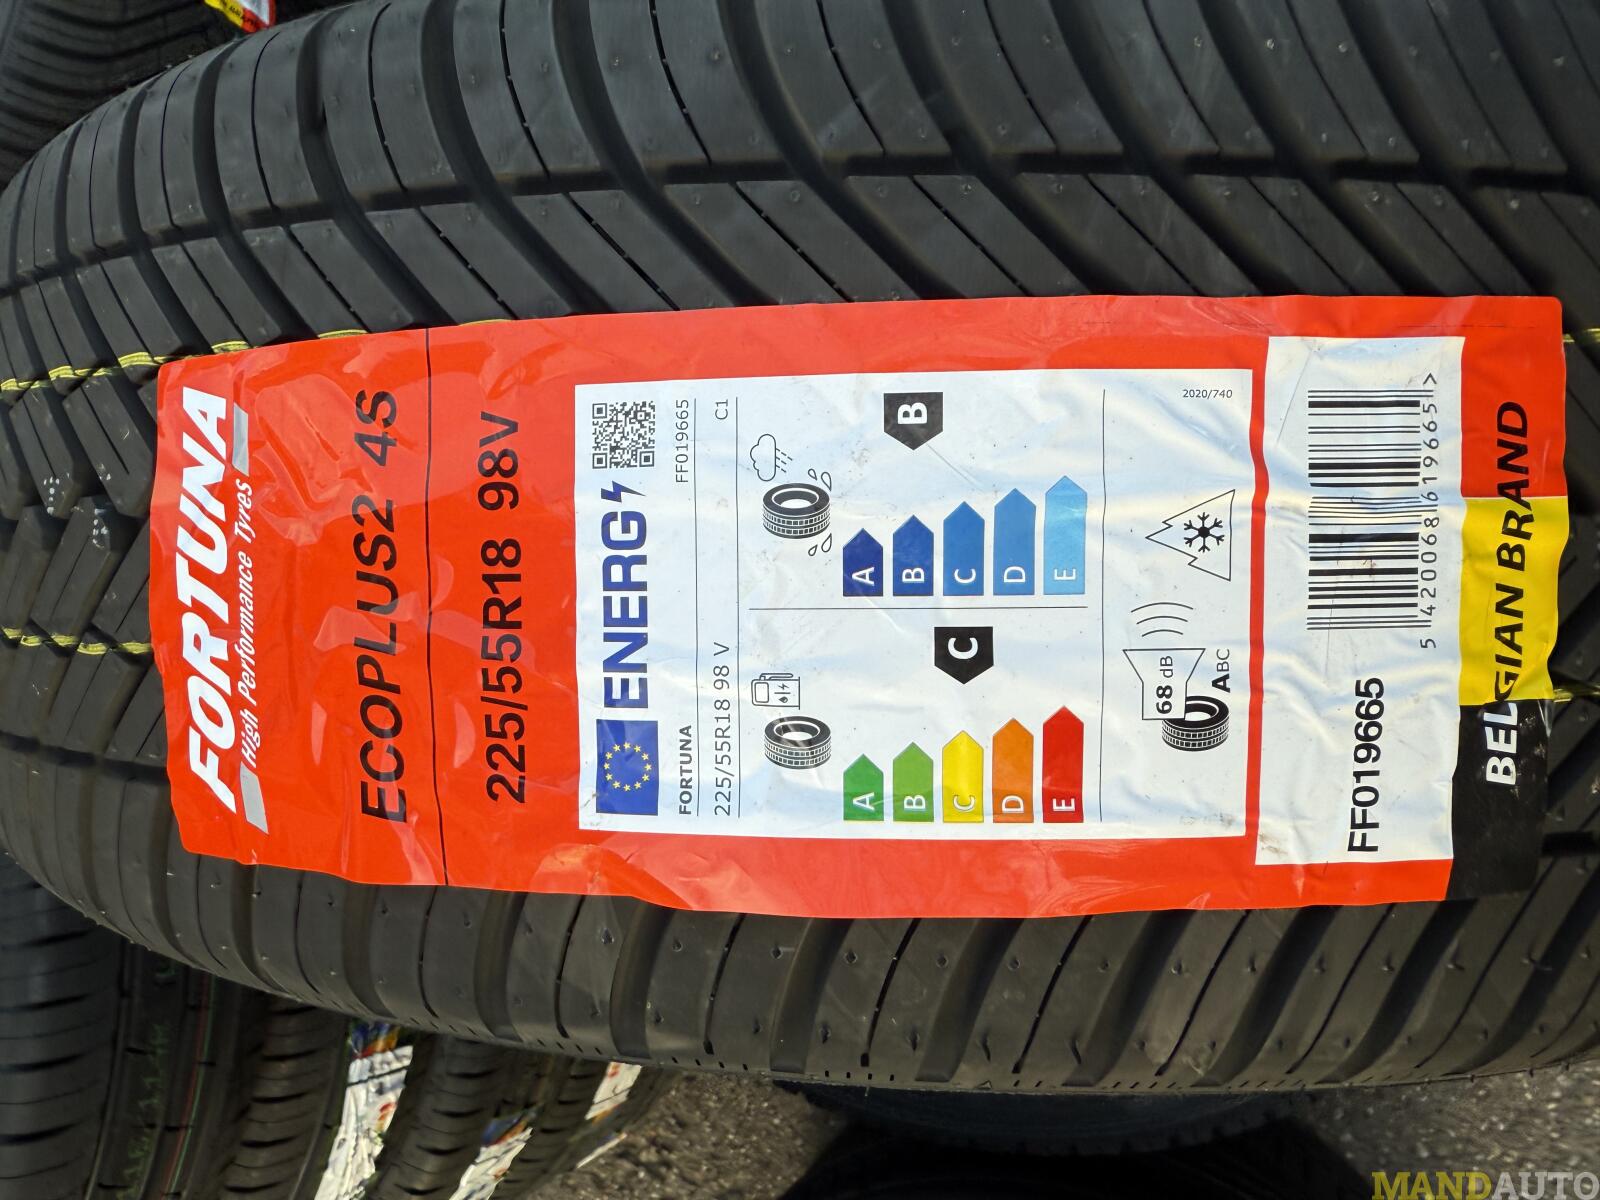 FORTUNA
High Performance Tyres
ECOPLUS2 4S
225/55R18 98V
ENERG
FORTUNA
FF019665
225/55R18 98 V
C1
A
B
C
D
E
C
A
B
C
D
E
B
68 dB
ABC
2020/740
FF019665
5 420068 619665 >
BELGIAN BRAND
MANDAUTO